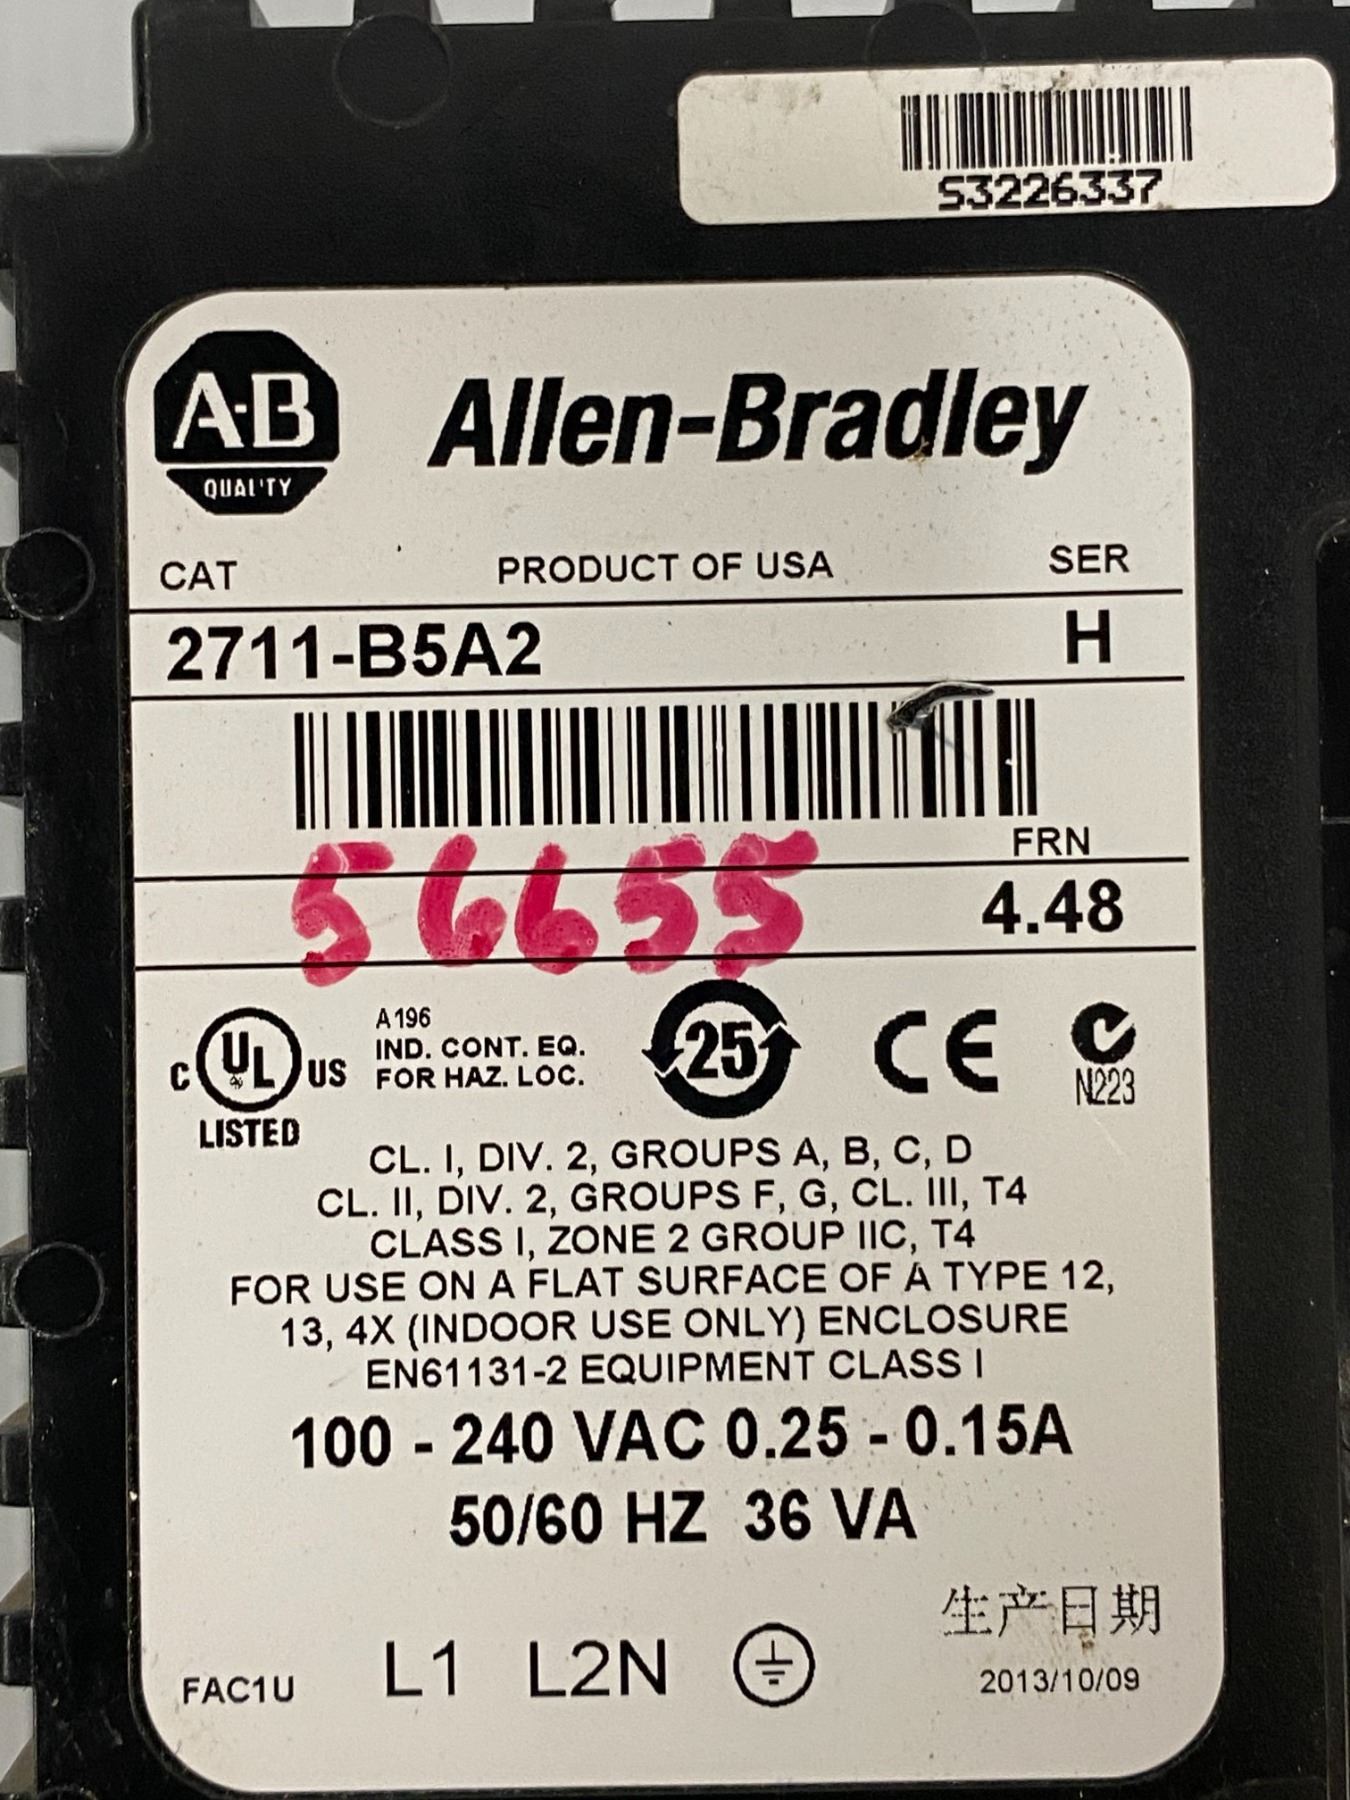 S3226337
A-B
QUALITY
Allen-Bradley
CAT PRODUCT OF USA SER
2711-B5A2 H
FRN
56655 4.48
C UL US
LISTED
A196
IND. CONT. EQ.
FOR HAZ. LOC.
25
CE
N223
CL. I, DIV. 2, GROUPS A, B, C, D
CL. II, DIV. 2, GROUPS F, G, CL. III, T4
CLASS I, ZONE 2 GROUP IIC, T4
FOR USE ON A FLAT SURFACE OF A TYPE 12,
13, 4X (INDOOR USE ONLY) ENCLOSURE
EN61131-2 EQUIPMENT CLASS I
100 - 240 VAC 0.25 - 0.15A
50/60 HZ 36 VA
生产日期
FAC1U L1 L2N 2013/10/09